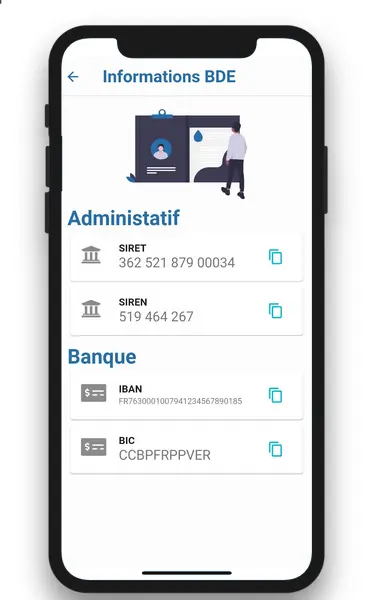 Informations BDE
Administatif
SIRET
362 521 879 00034
SIREN
519 464 267
Banque
IBAN
FR7630001007941234567890185
BIC
CCBPFRPPVER